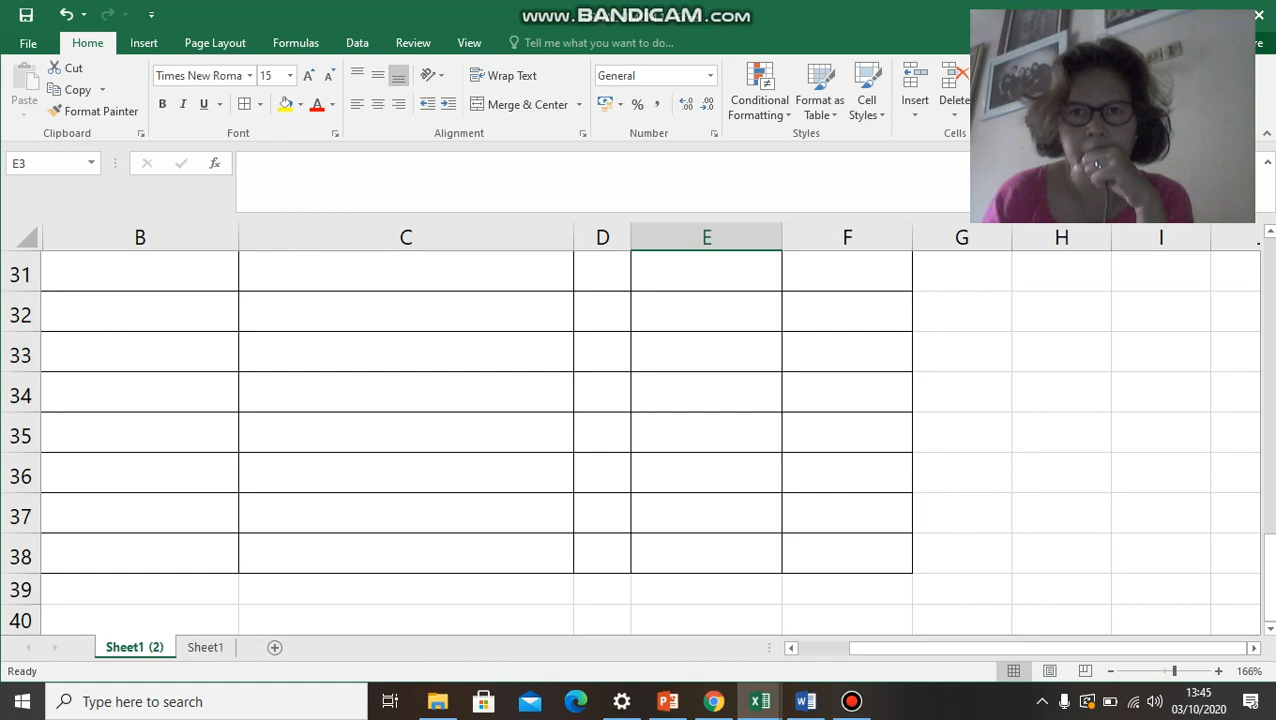 www.BANDICAM.com
File Home Insert Page Layout Formulas Data Review View Tell me what you want to do...
Paste
Cut
Copy
Format Painter
Clipboard
Times New Roma 15
B I U A
Font
Wrap Text
Merge & Center
Alignment
General
%
Number
Conditional Formatting
Format as Table
Cell Styles
Styles
Insert
Delete
Cells
E3 fx
B C D E F G H I
31
32
33
34
35
36
37
38
39
40
Sheet1 (2) Sheet1
Ready 166%
Type here to search
13:45
03/10/2020